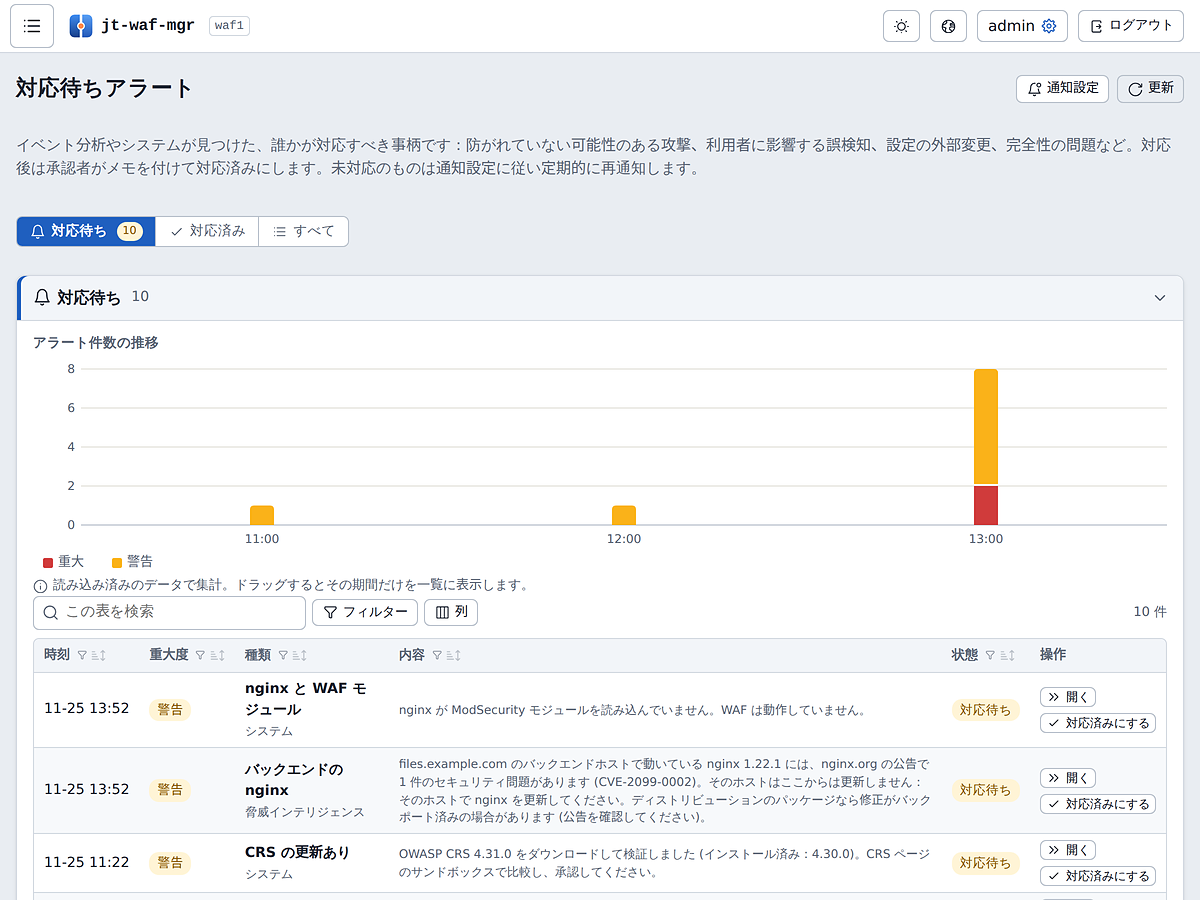 jt-waf-mgr waf1 admin ログアウト
対応待ちアラート
通知設定 更新
イベント分析やシステムが見つけた、誰かが対応すべき事柄です：防がれていない可能性のある攻撃、利用者に影響する誤検知、設定の外部変更、完全性の問題など。対応
後は承認者がメモを付けて対応済みにします。未対応のものは通知設定に従い定期的に再通知します。
対応待ち 10 対応済み すべて
対応待ち 10
アラート件数の推移
8
6
4
2
0
11:00 12:00 13:00
重大 警告
読み込み済みのデータで集計。ドラッグするとその期間だけを一覧に表示します。
この表を検索 フィルター 列 10 件
時刻 重大度 種類 内容 状態 操作
11-25 13:52 警告
nginx と WAF モ
ジュール
システム
nginx が ModSecurity モジュールを読み込んでいません。WAF は動作していません。
対応待ち
開く
対応済みにする
11-25 13:52 警告
バックエンドの
nginx
脅威インテリジェンス
files.example.com のバックエンドホストで動いている nginx 1.22.1 には、nginx.org の公告で
1 件のセキュリティ問題があります (CVE-2099-0002)。そのホストはここからは更新しません：
そのホストで nginx を更新してください。ディストリビューションのパッケージなら修正がバック
ポート済みの場合があります (公告を確認してください)。
対応待ち
開く
対応済みにする
11-25 11:22 警告
CRS の更新あり
システム
OWASP CRS 4.31.0 をダウンロードして検証しました (インストール済み：4.30.0)。CRS ページ
のサンドボックスで比較し、承認してください。
対応待ち
開く
対応済みにする